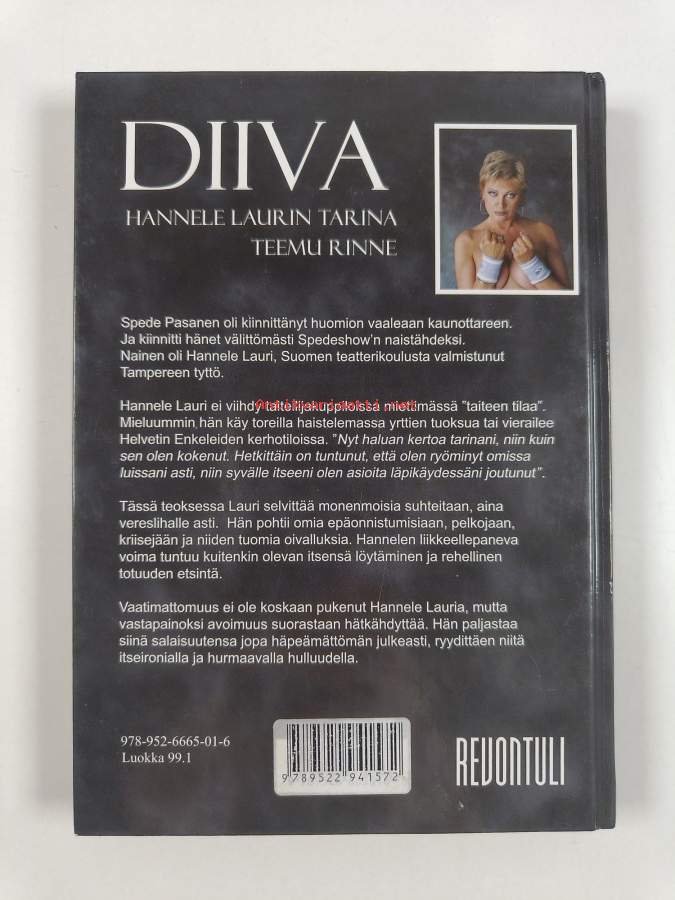 DIIVA
HANNELE LAURIN TARINA
TEEMU RINNE
Spede Pasanen oli kiinnittänyt huomion vaaleaan kaunottareen.
Ja kiinnitti hänet välittömästi Spedeshow'n naistähdeksi.
Nainen oli Hannele Lauri, Suomen teatterikoulusta valmistunut
Tampereen tyttö.
Hannele Lauri ei viihdy taiteilijakuppiloissa miettimässä "taiteen tilaa".
Mieluummin hän käy toreilla haistelemassa yrttien tuoksua tai vierailee
Helvetin Enkeleiden kerhotiloissa. "Nyt haluan kertoa tarinani, niin kuin
sen olen kokenut. Hetkittäin on tuntunut, että olen ryöminyt omissa
luissani asti, niin syvälle itseeni olen asioita läpikäydessäni joutunut".
Tässä teoksessa Lauri selvittää monenmoisia suhteitaan, aina
vereslihalle asti. Hän pohtii omia epäonnistumisiaan, pelkojaan,
kriisejään ja niiden tuomia oivalluksia. Hannelen liikkeellepaneva
voima tuntuu kuitenkin olevan itsensä löytäminen ja rehellinen
totuuden etsintä.
Vaatimattomuus ei ole koskaan pukenut Hannele Lauria, mutta
vastapainoksi avoimuus suorastaan hätkähdyttää. Hän paljastaa
siinä salaisuutensa jopa häpeämättömän julkeasti, ryydittäen niitä
itseironialla ja hurmaavalla hulluudella.
978-952-6665-01-6
Luokka 99.1
9 789522 941572
REVONTULI